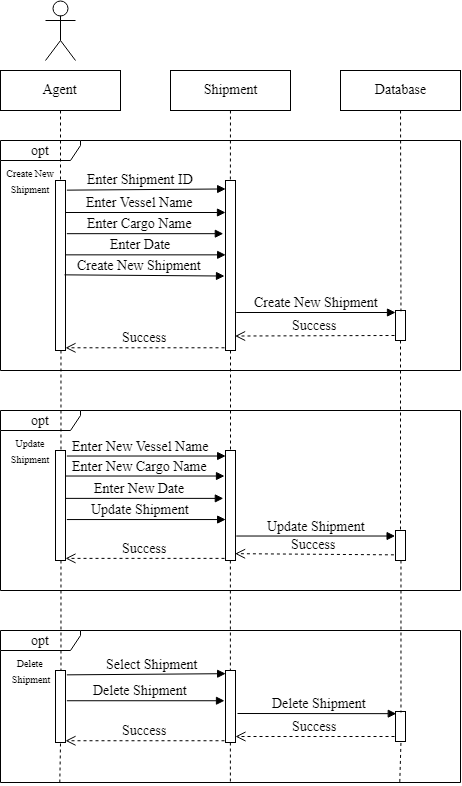 Agent
Shipment
Database
opt
Create New
Shipment
Enter Shipment ID
Enter Vessel Name
Enter Cargo Name
Enter Date
Create New Shipment
Create New Shipment
Success
Success
opt
Update
Shipment
Enter New Vessel Name
Enter New Cargo Name
Enter New Date
Update Shipment
Update Shipment
Success
Success
opt
Delete
Shipment
Select Shipment
Delete Shipment
Delete Shipment
Success
Success